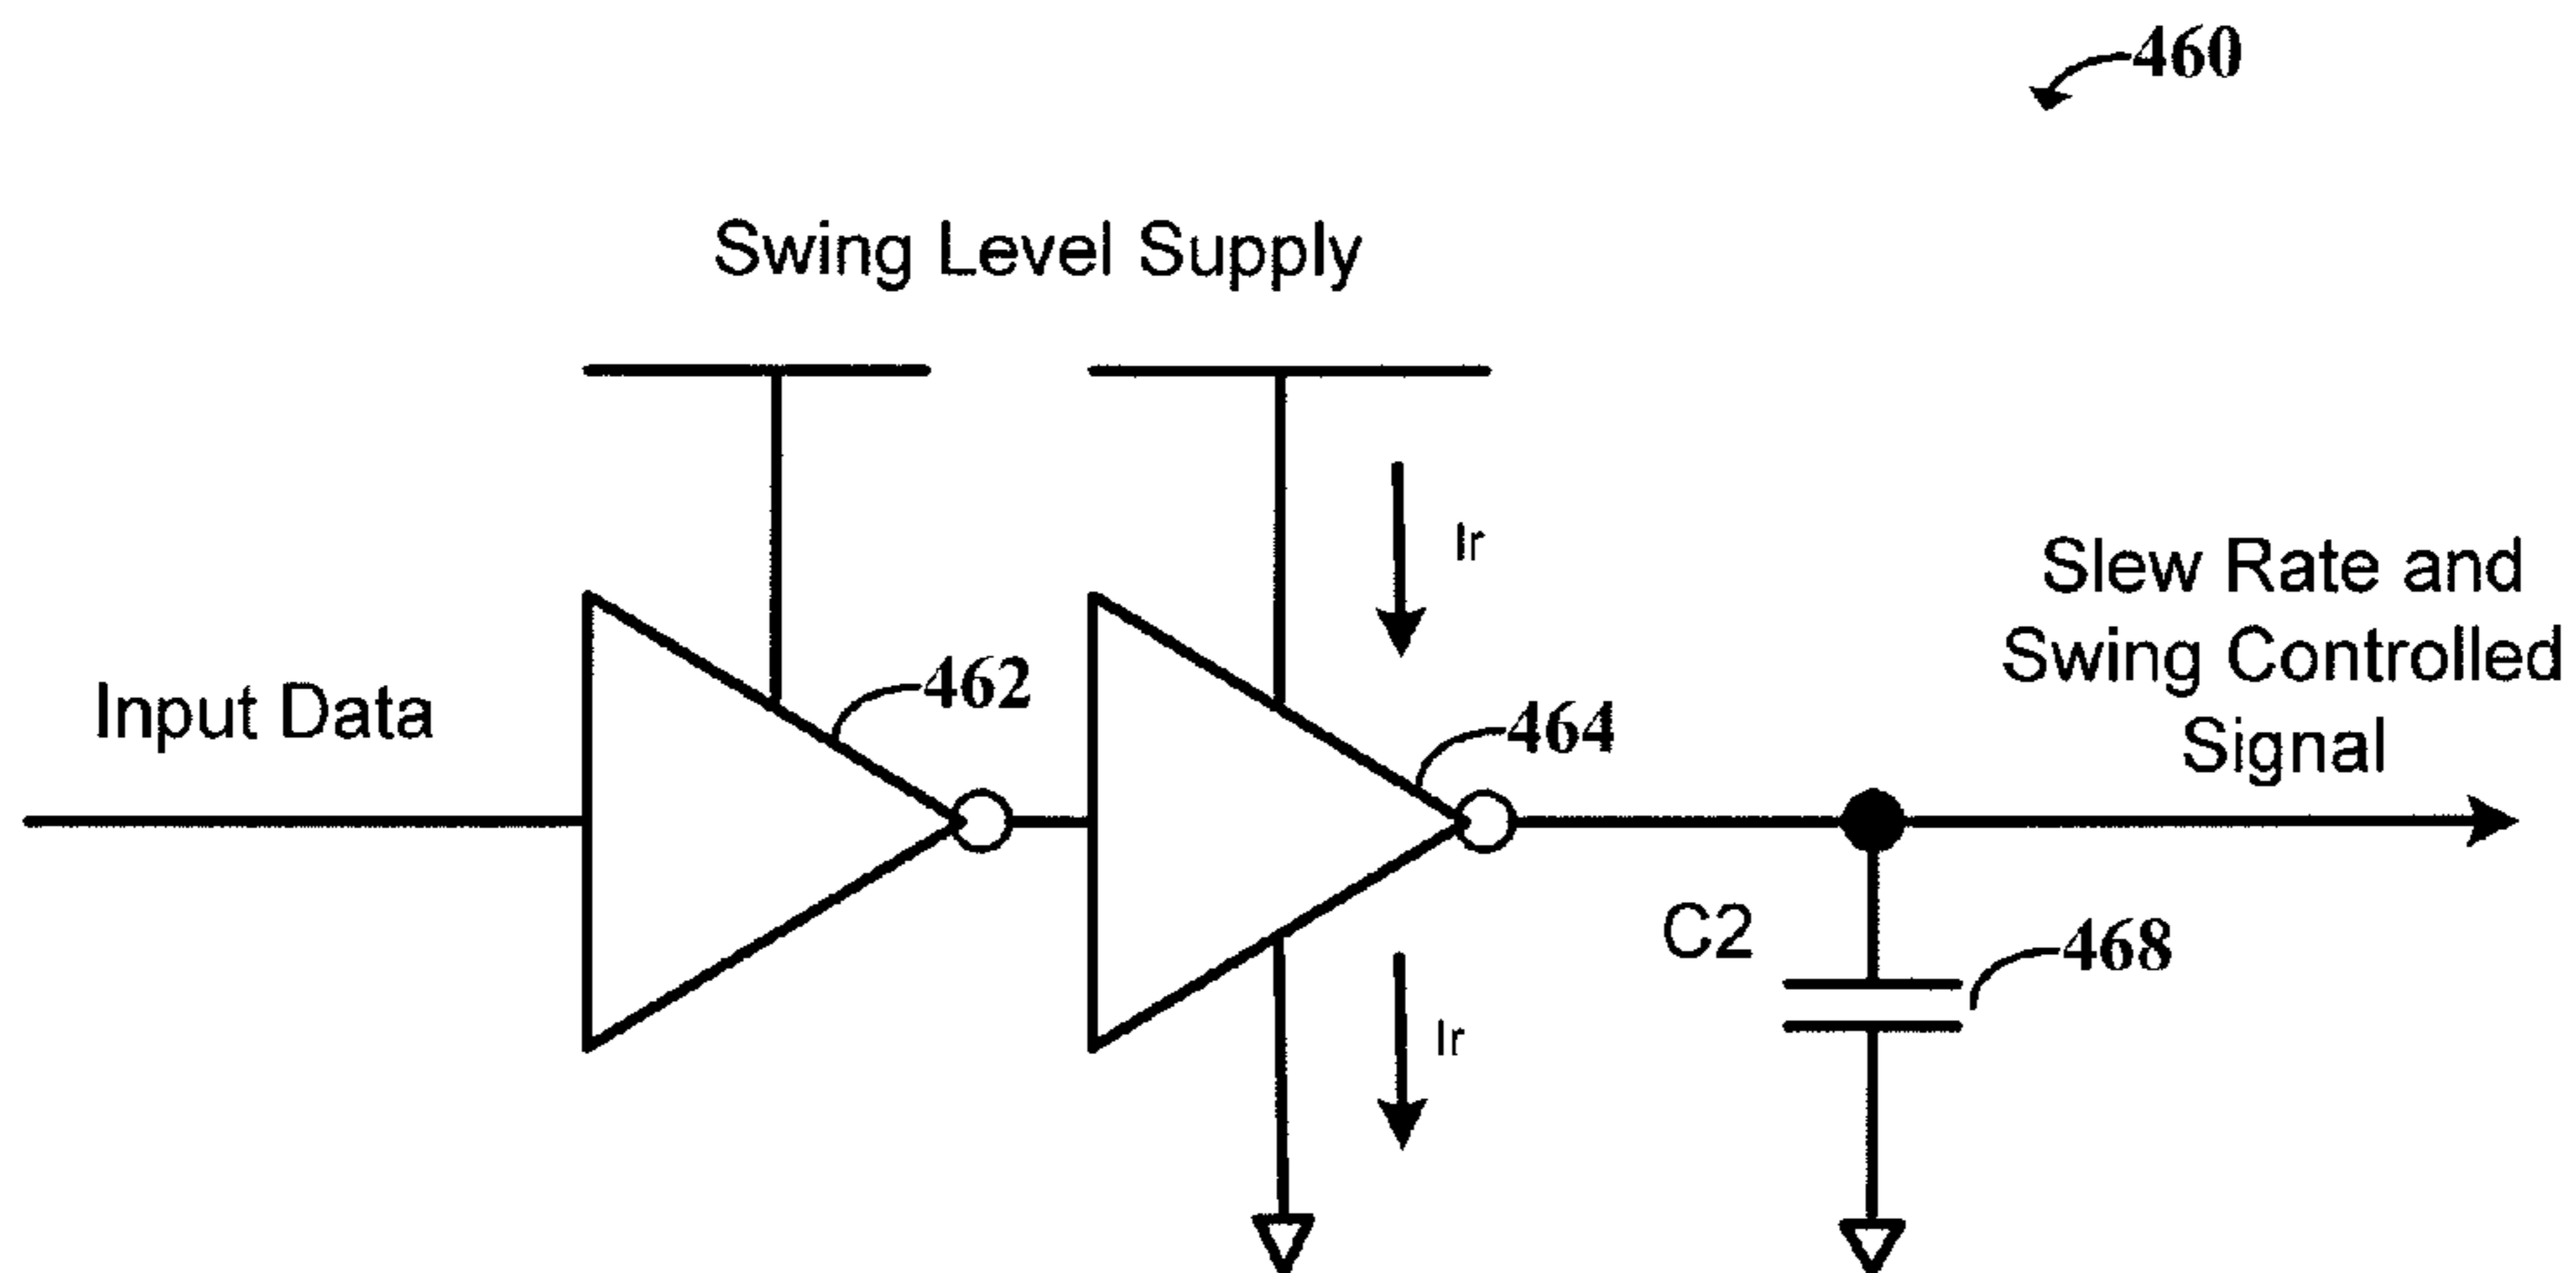 460
Swing Level Supply
Ir
Slew Rate and
Swing Controlled
Signal
Input Data
462
464
C2
468
Ir